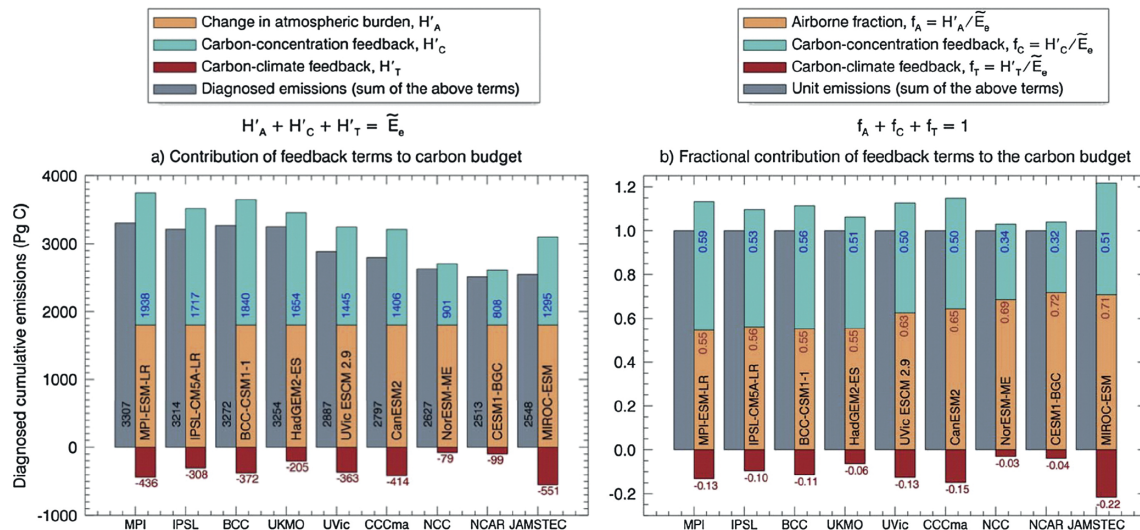 Change in atmospheric burden, H′A
Carbon-concentration feedback, H′C
Carbon-climate feedback, H′T
Diagnosed emissions (sum of the above terms)
H′A + H′C + H′T = Ẽe
a) Contribution of feedback terms to carbon budget
Diagnosed cumulative emissions (Pg C)
4000
3000
2000
1000
0
-1000
1938 1717 1840 1654 1445 1406 901 808 1295
3307 3214 3272 3254 2887 2797 2627 2513 2548
MPI-ESM-LR IPSL-CM5A-LR BCC-CSM1-1 HadGEM2-ES UVic ESCM 2.9 CanESM2 NorESM-ME CESM1-BGC MIROC-ESM
-436 -308 -372 -205 -363 -414 -79 -99 -551
MPI IPSL BCC UKMO UVic CCCma NCC NCAR JAMSTEC
Airborne fraction, fA = H′A/Ẽe
Carbon-concentration feedback, fC = H′C/Ẽe
Carbon-climate feedback, fT = H′T/Ẽe
Unit emissions (sum of the above terms)
fA + fC + fT = 1
b) Fractional contribution of feedback terms to the carbon budget
1.2
1.0
0.8
0.6
0.4
0.2
0.0
-0.2
0.59 0.53 0.56 0.51 0.50 0.50 0.34 0.32 0.51
0.55 0.56 0.55 0.55 0.63 0.65 0.69 0.72 0.71
MPI-ESM-LR IPSL-CM5A-LR BCC-CSM1-1 HadGEM2-ES UVic ESCM 2.9 CanESM2 NorESM-ME CESM1-BGC MIROC-ESM
-0.13 -0.10 -0.11 -0.06 -0.13 -0.15 -0.03 -0.04 -0.22
MPI IPSL BCC UKMO UVic CCCma NCC NCAR JAMSTEC